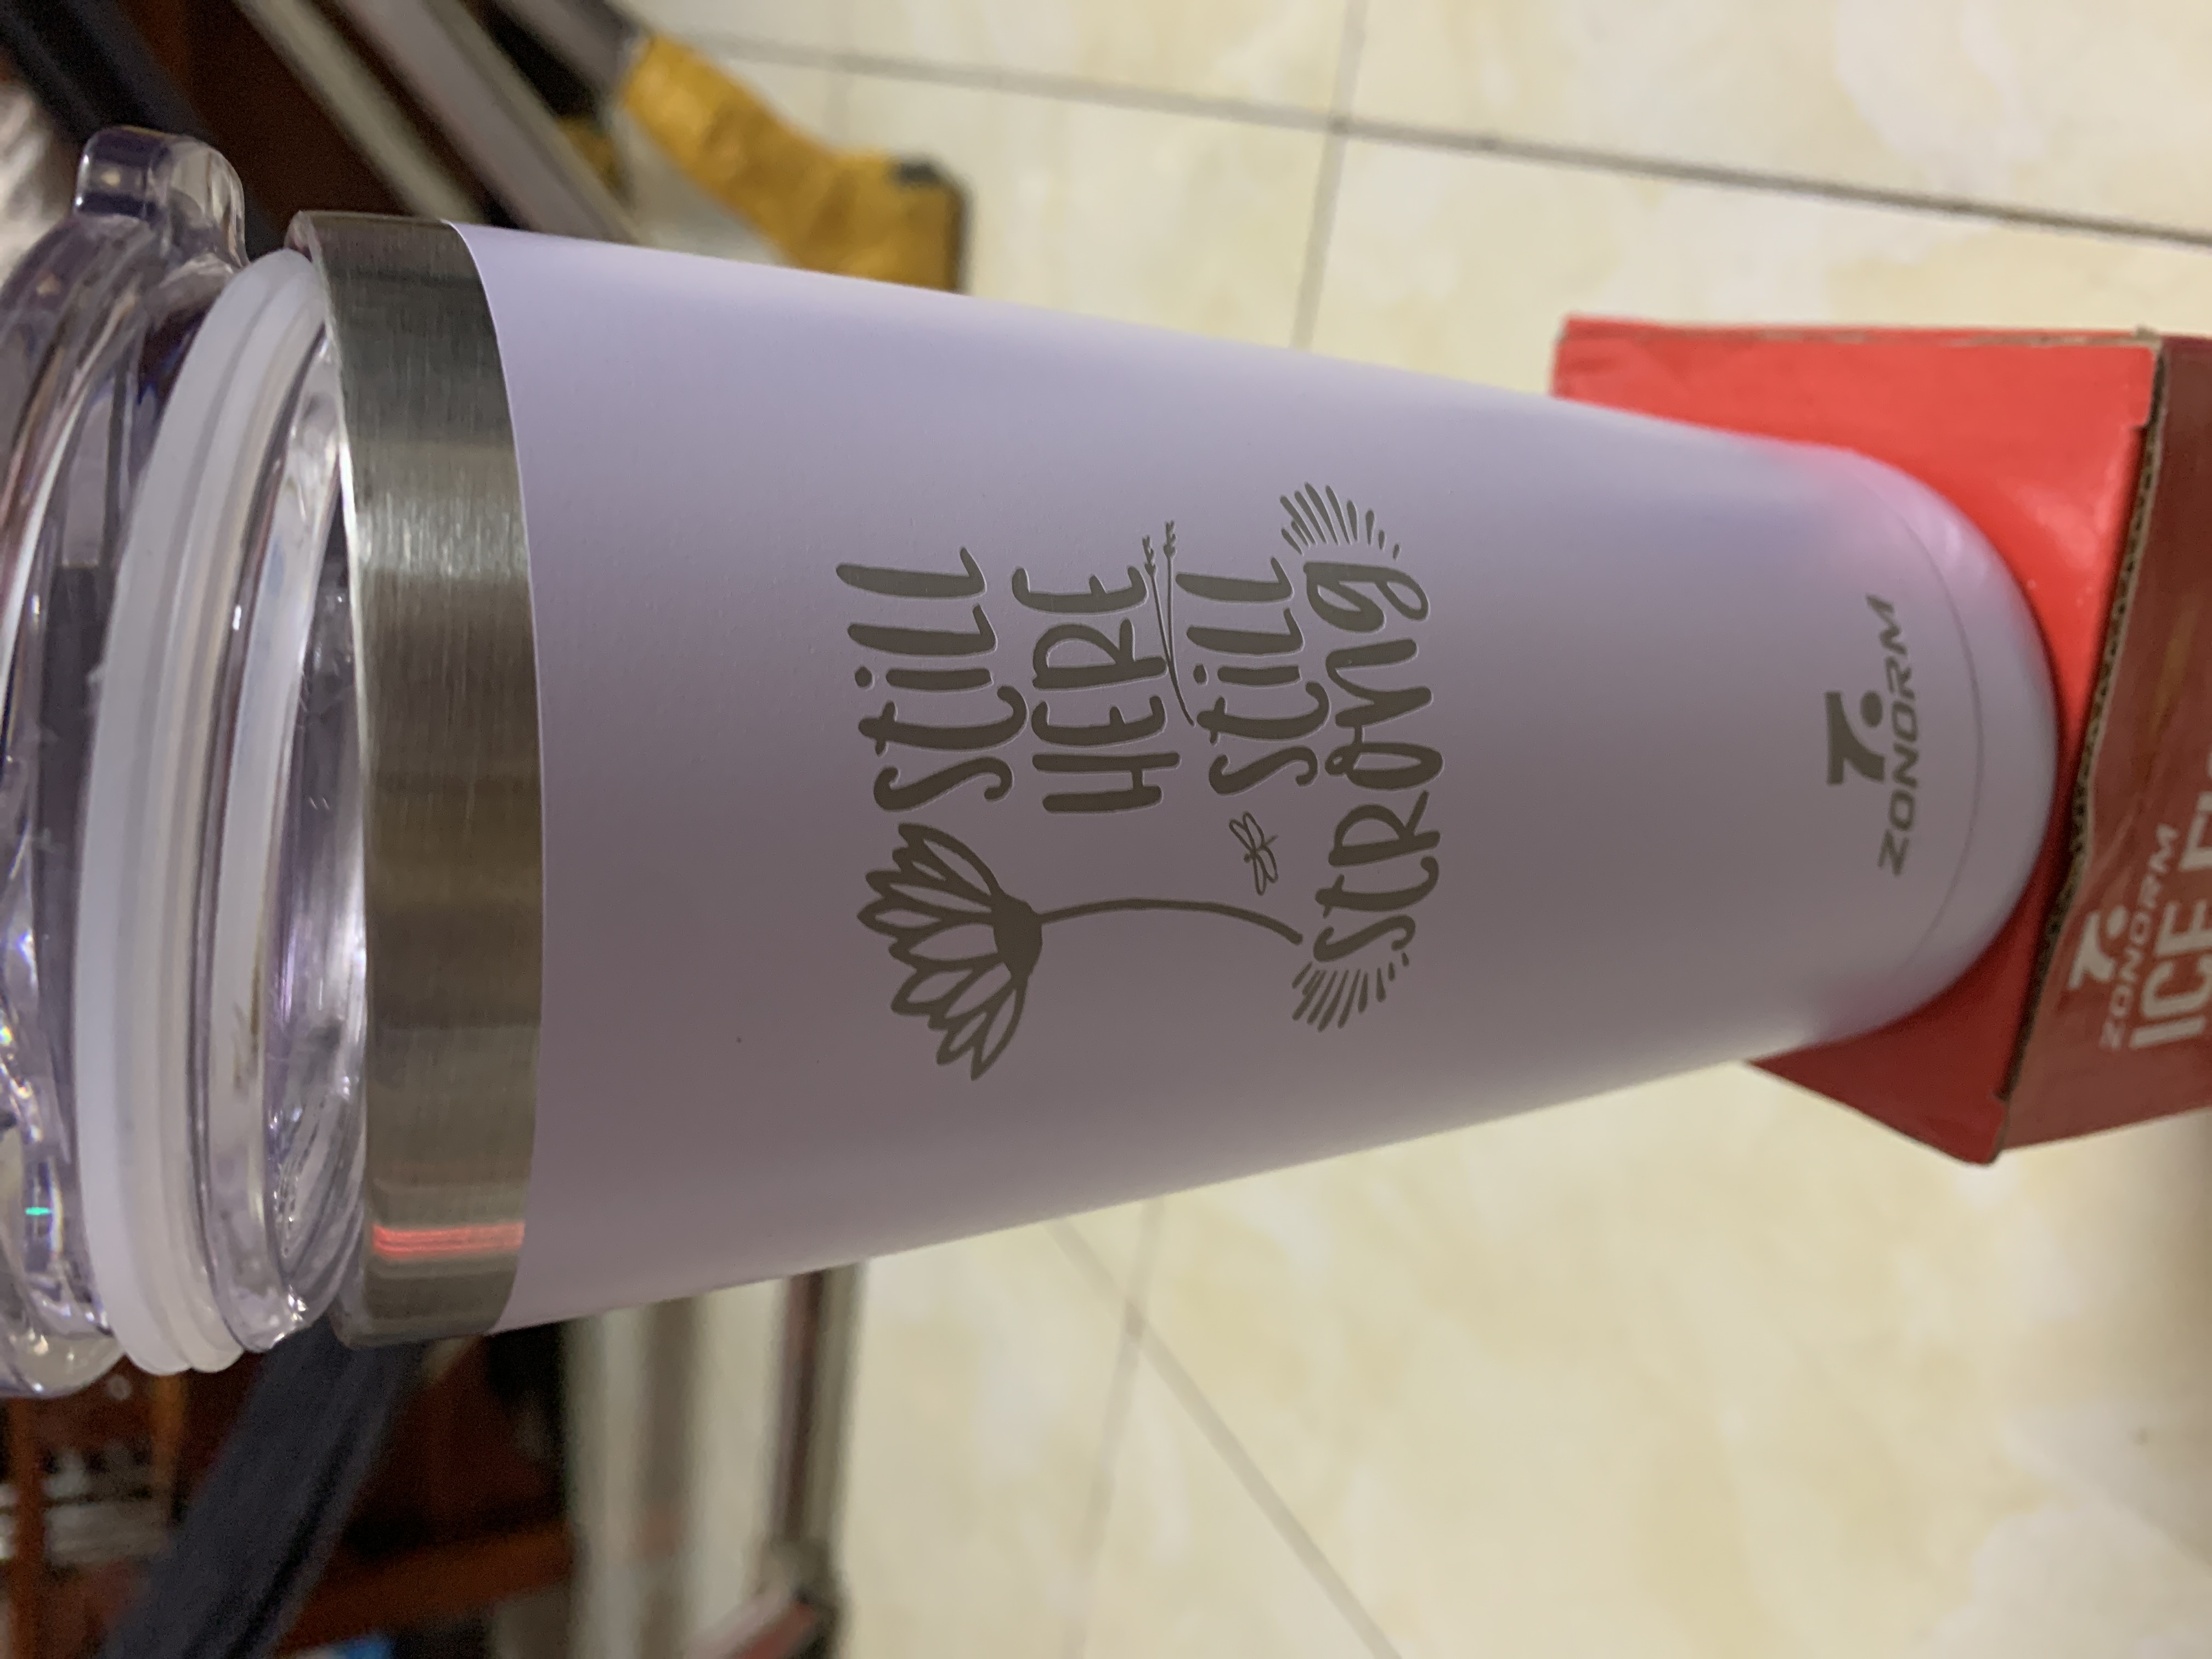 Still
HERE
Still
StRong
ZONORM
ZONORM
ICE